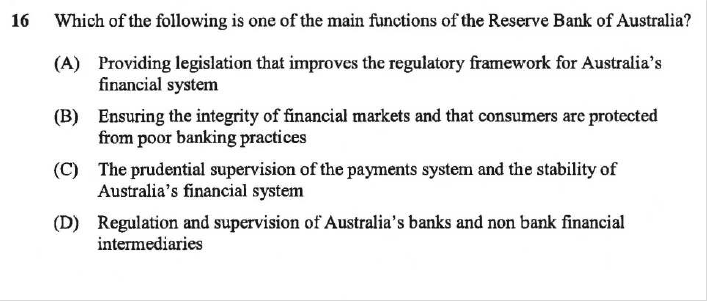 16 Which of the following is one of the main functions of the Reserve Bank of Australia?
(A) Providing legislation that improves the regulatory framework for Australia's
financial system
(B) Ensuring the integrity of financial markets and that consumers are protected
from poor banking practices
(C) The prudential supervision of the payments system and the stability of
Australia's financial system
(D) Regulation and supervision of Australia's banks and non bank financial
intermediaries